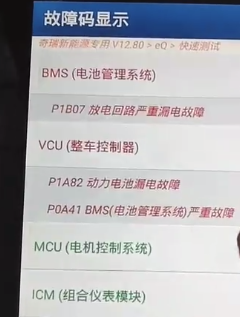 故障码显示
奇瑞新能源专用 V12.80 > eQ > 快速测试
BMS (电池管理系统)
P1B07 放电回路严重漏电故障
VCU (整车控制器)
P1A82 动力电池漏电故障
P0A41 BMS(电池管理系统)严重故障
MCU (电机控制系统)
ICM (组合仪表模块)